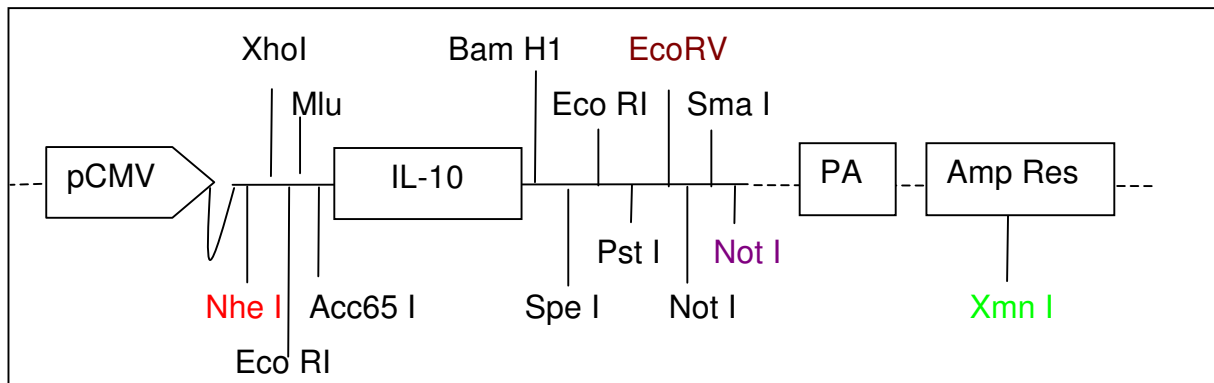 XhoI
Bam H1
EcoRV
Mlu
Eco RI
Sma I
pCMV
IL-10
PA
Amp Res
Pst I
Not I
Nhe I
Acc65 I
Spe I
Not I
Xmn I
Eco RI